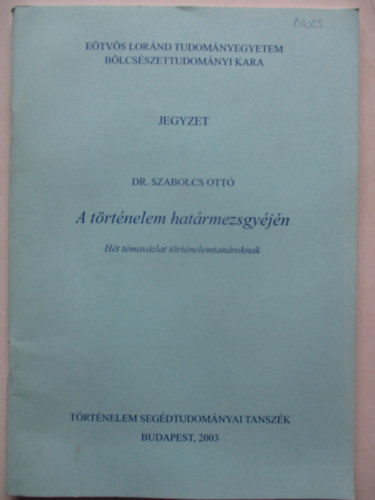 EÖTVÖS LORÁND TUDOMÁNYEGYETEM
BÖLCSÉSZETTUDOMÁNYI KARA
JEGYZET
DR. SZABOLCS OTTÓ
A történelem határmezsgyéjén
Hét témavázlat történelemtanároknak
TÖRTÉNELEM SEGÉDTUDOMÁNYAI TANSZÉK
BUDAPEST, 2003